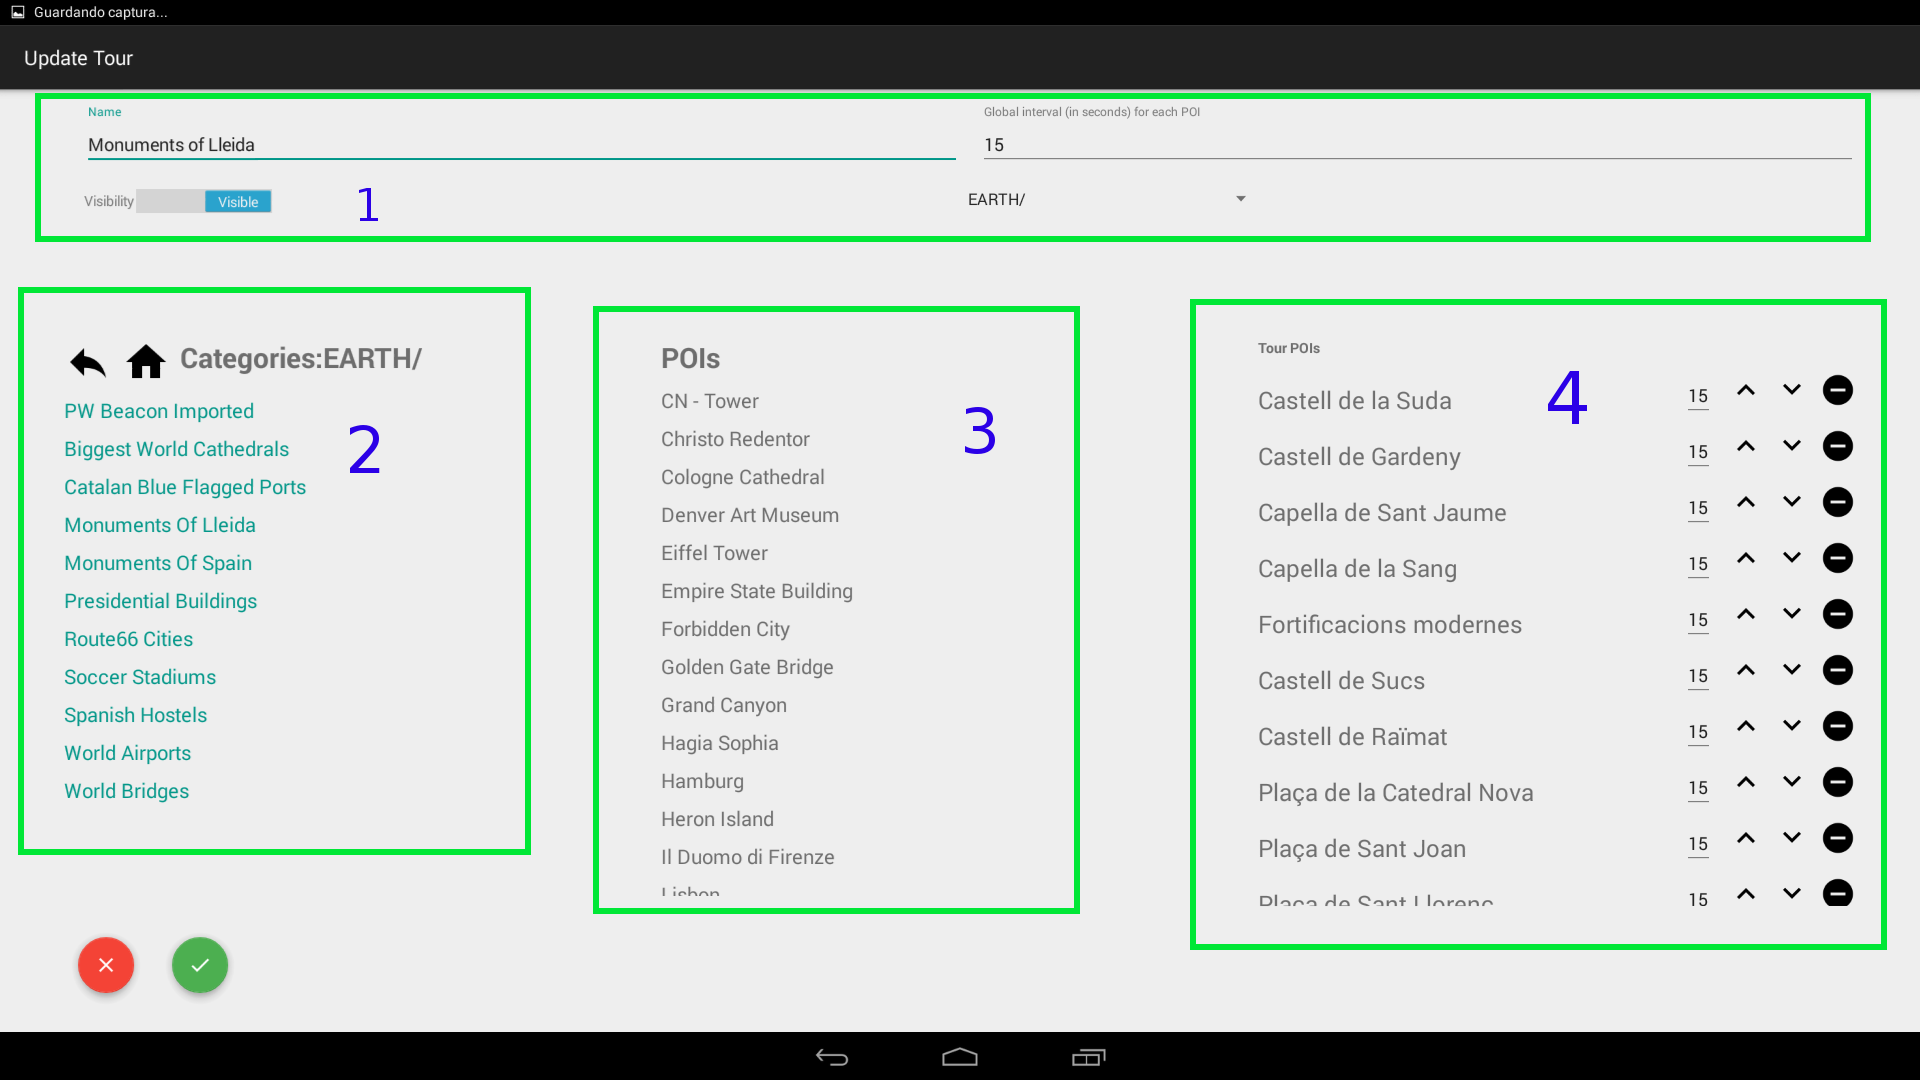 Guardando captura...
Update Tour
Name
Global interval (in seconds) for each POI
Monuments of Lleida
15
Visibility
Visible
1
EARTH/
Categories:EARTH/
PW Beacon Imported
Biggest World Cathedrals
2
Catalan Blue Flagged Ports
Monuments Of Lleida
Monuments Of Spain
Presidential Buildings
Route66 Cities
Soccer Stadiums
Spanish Hostels
World Airports
World Bridges
POIs
CN - Tower
3
Christo Redentor
Cologne Cathedral
Denver Art Museum
Eiffel Tower
Empire State Building
Forbidden City
Golden Gate Bridge
Grand Canyon
Hagia Sophia
Hamburg
Heron Island
Il Duomo di Firenze
Lisbon
Tour POIs
4
Castell de la Suda 15
Castell de Gardeny 15
Capella de Sant Jaume 15
Capella de la Sang 15
Fortificacions modernes 15
Castell de Sucs 15
Castell de Raïmat 15
Plaça de la Catedral Nova 15
Plaça de Sant Joan 15
Plaça de Sant Llorenç 15